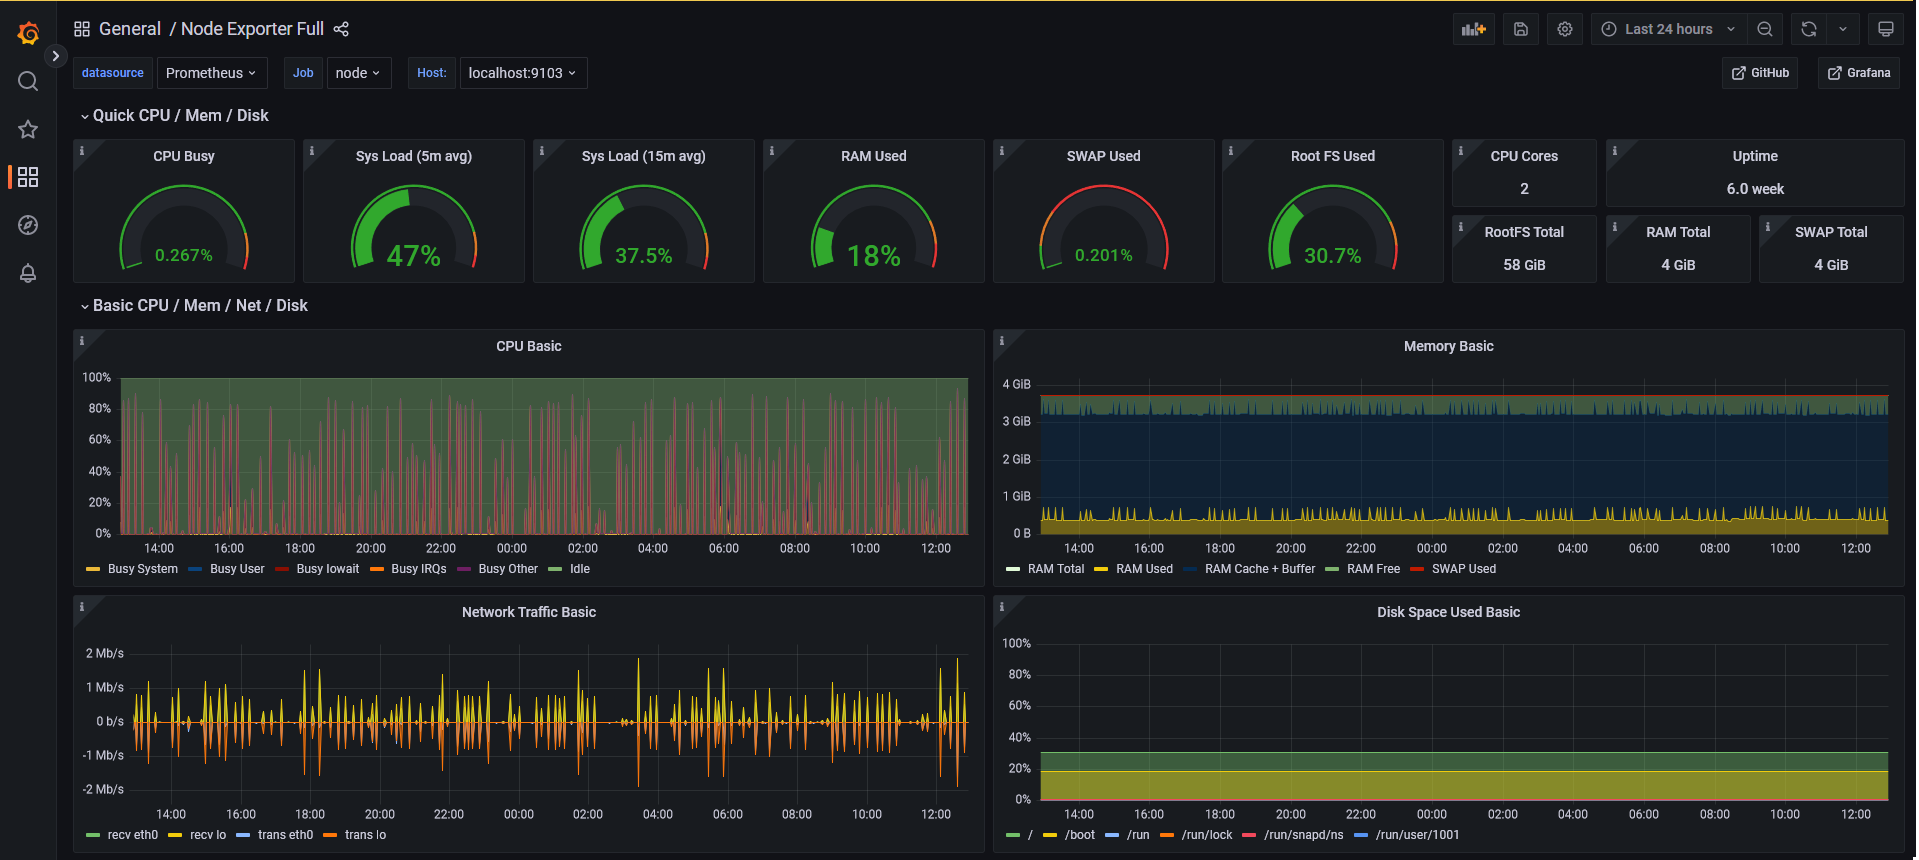 General / Node Exporter Full
Last 24 hours
datasource Prometheus Job node Host: localhost:9103 GitHub Grafana
Quick CPU / Mem / Disk
CPU Busy
0.267%
Sys Load (5m avg)
47%
Sys Load (15m avg)
37.5%
RAM Used
18%
SWAP Used
0.201%
Root FS Used
30.7%
CPU Cores
2
Uptime
6.0 week
RootFS Total
58 GiB
RAM Total
4 GiB
SWAP Total
4 GiB
Basic CPU / Mem / Net / Disk
CPU Basic
100%
80%
60%
40%
20%
0%
14:00 16:00 18:00 20:00 22:00 00:00 02:00 04:00 06:00 08:00 10:00 12:00
Busy System Busy User Busy Iowait Busy IRQs Busy Other Idle
Memory Basic
4 GiB
3 GiB
2 GiB
1 GiB
0 B
14:00 16:00 18:00 20:00 22:00 00:00 02:00 04:00 06:00 08:00 10:00 12:00
RAM Total RAM Used RAM Cache + Buffer RAM Free SWAP Used
Network Traffic Basic
2 Mb/s
1 Mb/s
0 b/s
-1 Mb/s
-2 Mb/s
14:00 16:00 18:00 20:00 22:00 00:00 02:00 04:00 06:00 08:00 10:00 12:00
recv eth0 recv lo trans eth0 trans lo
Disk Space Used Basic
100%
80%
60%
40%
20%
0%
14:00 16:00 18:00 20:00 22:00 00:00 02:00 04:00 06:00 08:00 10:00 12:00
/ /boot /run /run/lock /run/snapd/ns /run/user/1001